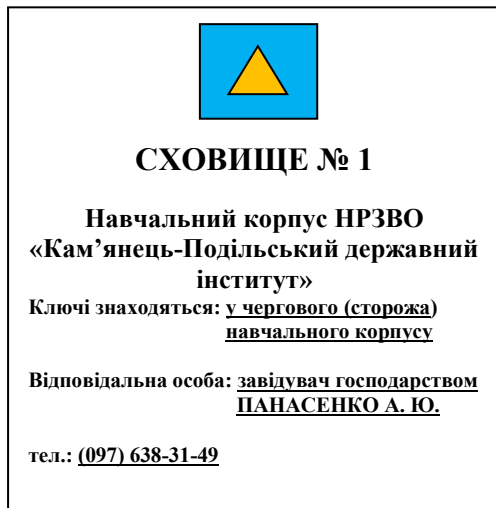 СХОВИЩЕ № 1
Навчальний корпус НРЗВО
«Кам’янець-Подільський державний
інститут»
Ключі знаходяться: у чергового (сторожа)
навчального корпусу
Відповідальна особа: завідувач господарством
ПАНАСЕНКО А. Ю.
тел.: (097) 638-31-49